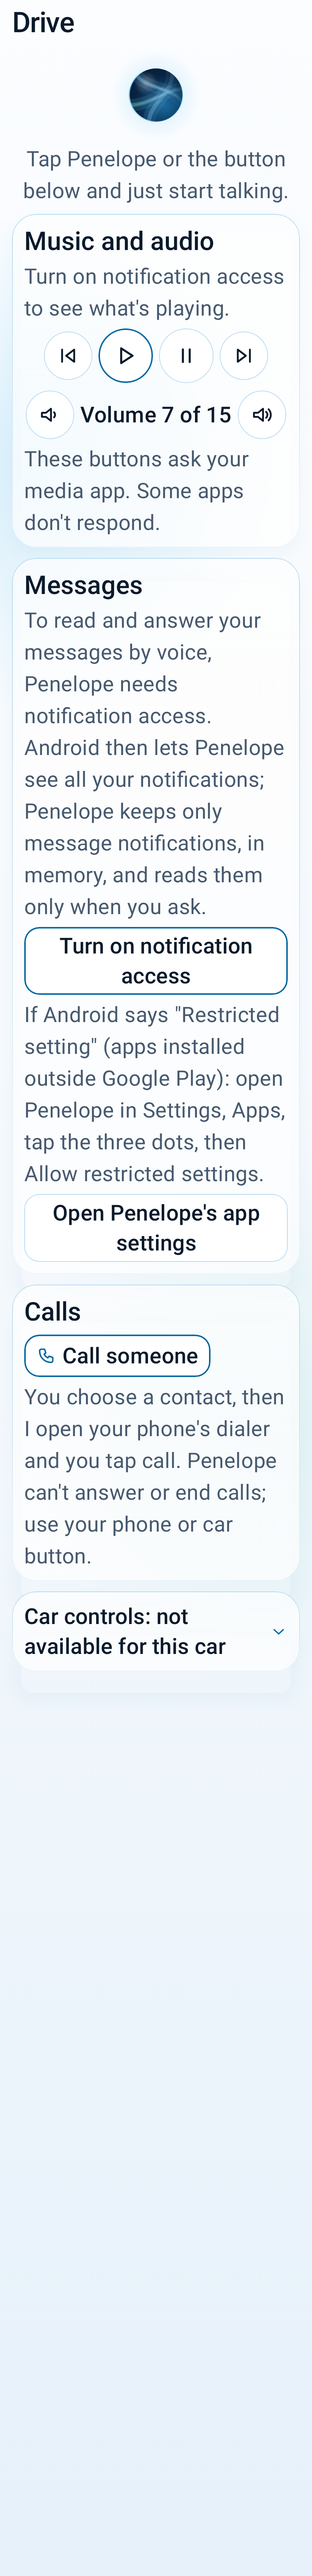 Drive
Tap Penelope or the button
below and just start talking.
Music and audio
Turn on notification access
to see what's playing.
Volume 7 of 15
These buttons ask your
media app. Some apps
don't respond.
Messages
To read and answer your
messages by voice,
Penelope needs
notification access.
Android then lets Penelope
see all your notifications;
Penelope keeps only
message notifications, in
memory, and reads them
only when you ask.
Turn on notification
access
If Android says "Restricted
setting" (apps installed
outside Google Play): open
Penelope in Settings, Apps,
tap the three dots, then
Allow restricted settings.
Open Penelope's app
settings
Calls
Call someone
You choose a contact, then
I open your phone's dialer
and you tap call. Penelope
can't answer or end calls;
use your phone or car
button.
Car controls: not
available for this car